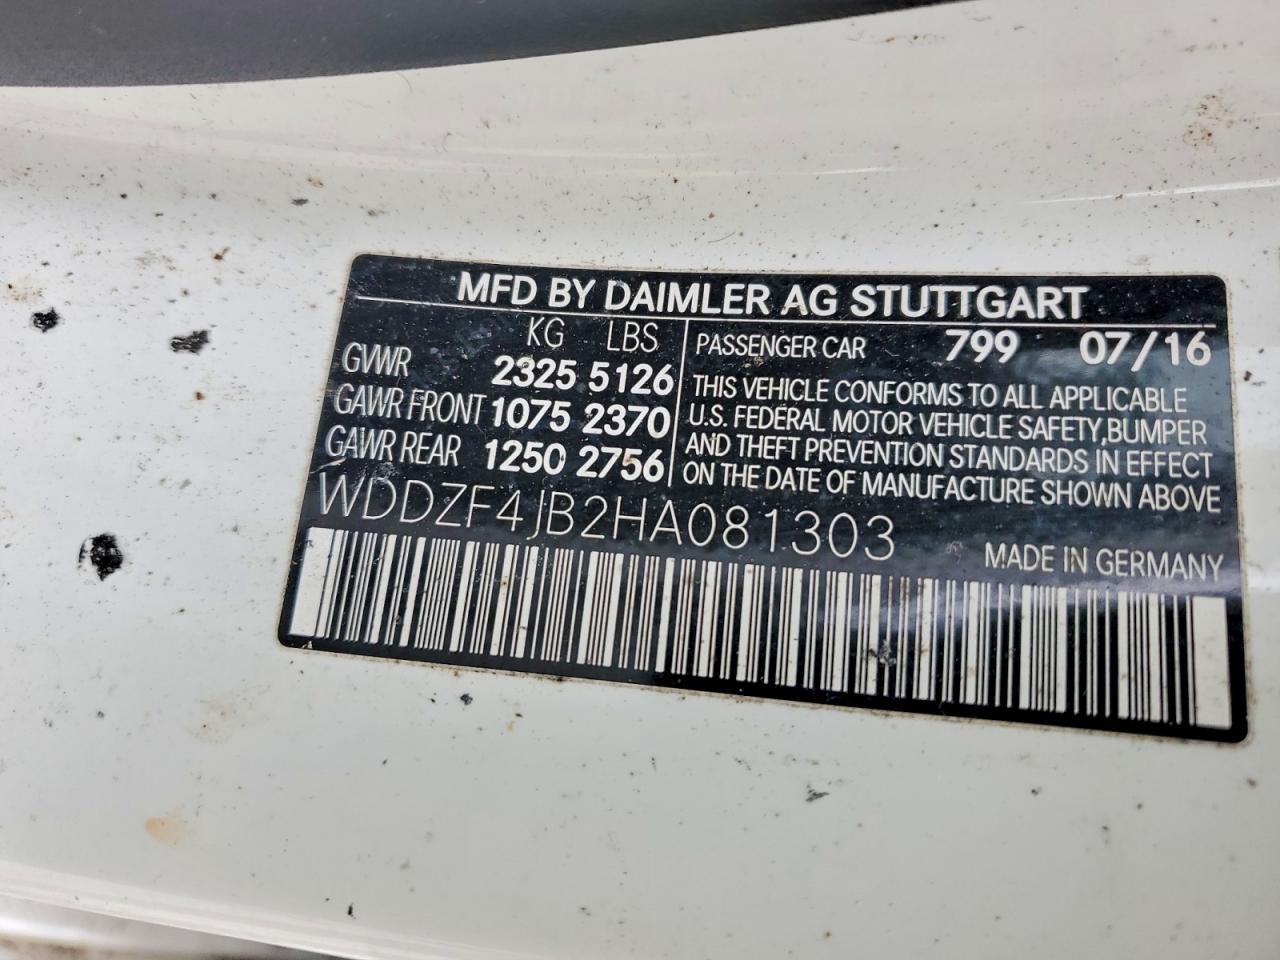 MFD BY DAIMLER AG STUTTGART
KG LBS
GVWR 2325 5126
GAWR FRONT 1075 2370
GAWR REAR 1250 2756
PASSENGER CAR 799 07/16
THIS VEHICLE CONFORMS TO ALL APPLICABLE
U.S. FEDERAL MOTOR VEHICLE SAFETY,BUMPER
AND THEFT PREVENTION STANDARDS IN EFFECT
ON THE DATE OF MANUFACTURE SHOWN ABOVE
WDDZF4JB2HA081303
MADE IN GERMANY